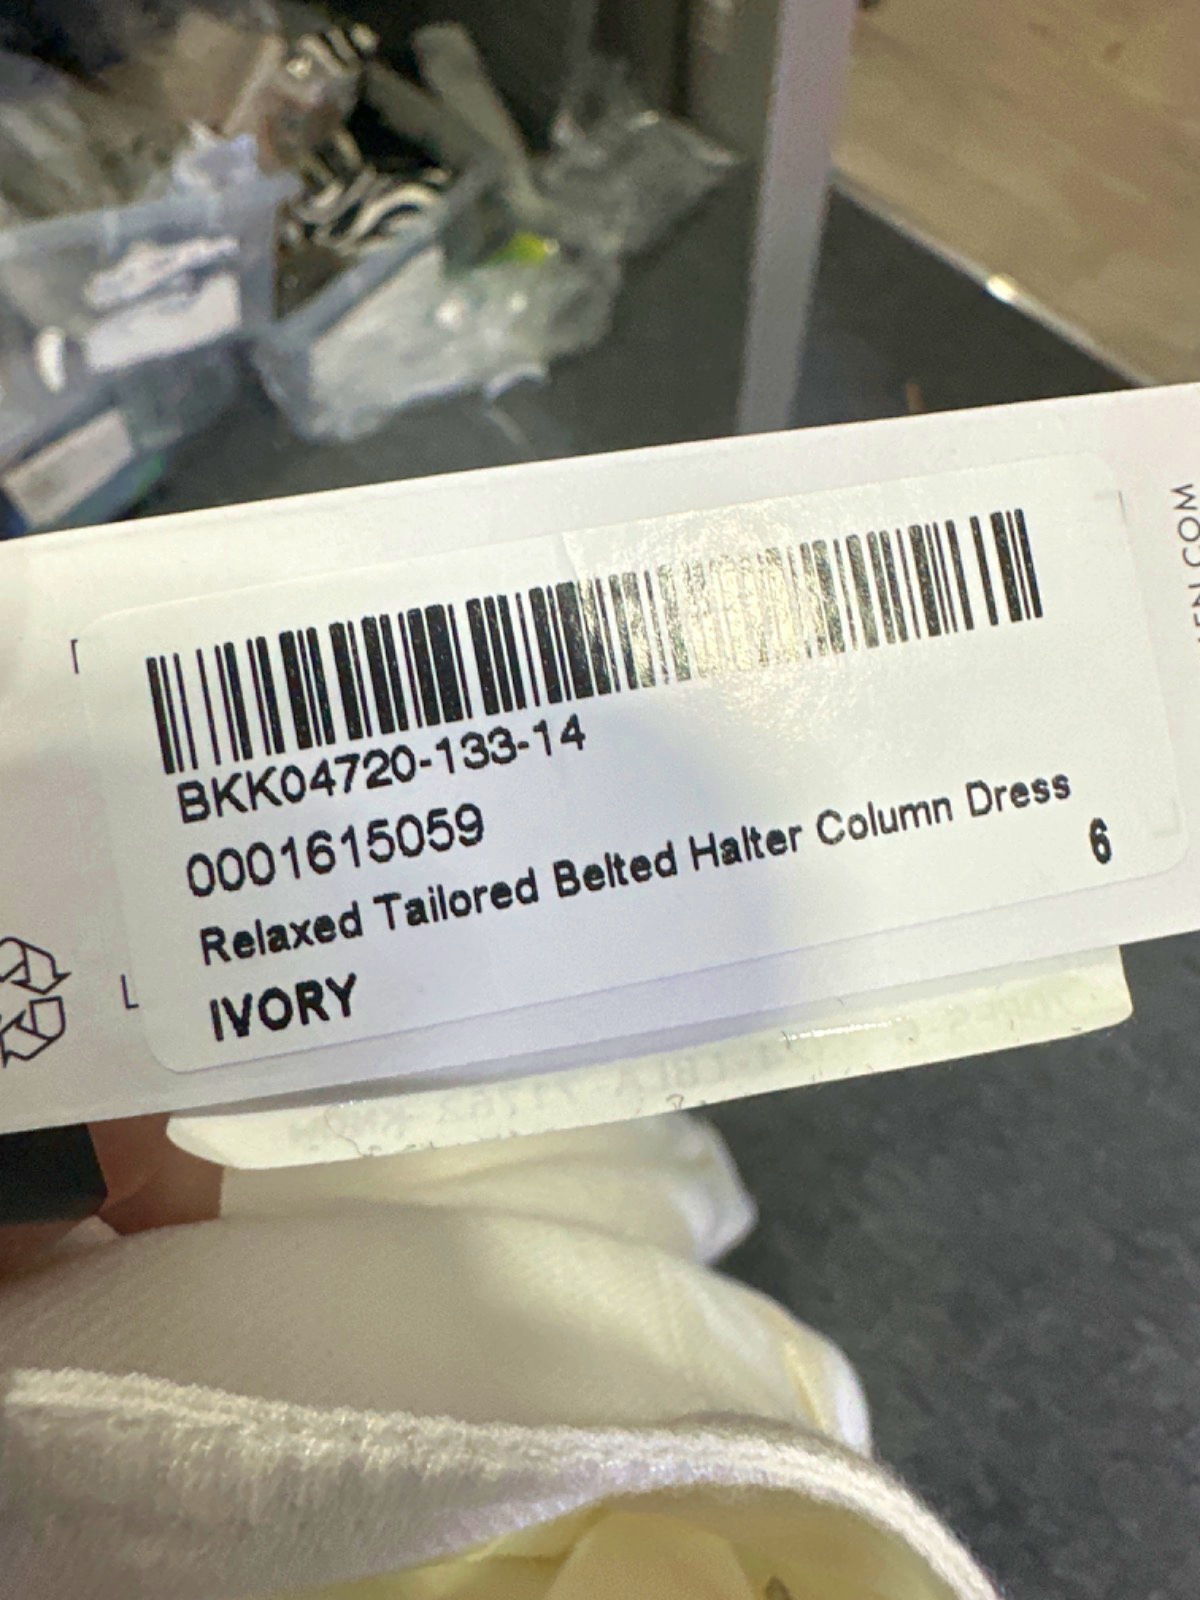 BKK04720-133-14
0001615059
Relaxed Tailored Belted Halter Column Dress
6
IVORY